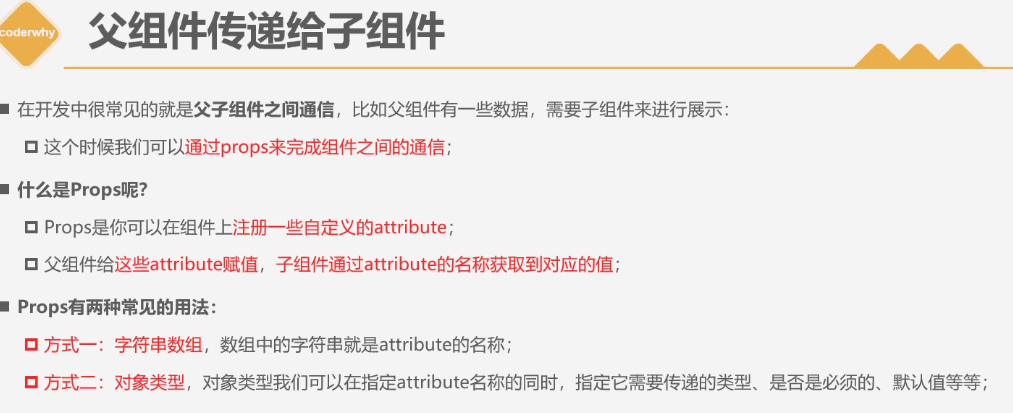 coderwhy
父组件传递给子组件
在开发中很常见的就是父子组件之间通信，比如父组件有一些数据，需要子组件来进行展示：
这个时候我们可以通过props来完成组件之间的通信；
什么是Props呢？
Props是你可以在组件上注册一些自定义的attribute；
父组件给这些attribute赋值，子组件通过attribute的名称获取到对应的值；
Props有两种常见的用法：
方式一：字符串数组，数组中的字符串就是attribute的名称；
方式二：对象类型，对象类型我们可以在指定attribute名称的同时，指定它需要传递的类型、是否是必须的、默认值等等；